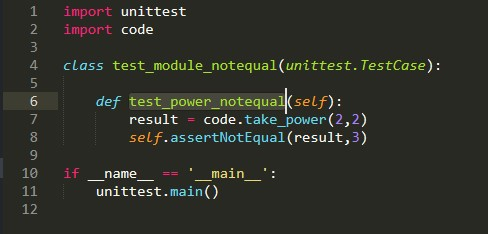 1 import unittest
2 import code
3
4 class test_module_notequal(unittest.TestCase):
5
6     def test_power_notequal(self):
7         result = code.take_power(2,2)
8         self.assertNotEqual(result,3)
9
10 if __name__ == '__main__':
11     unittest.main()
12